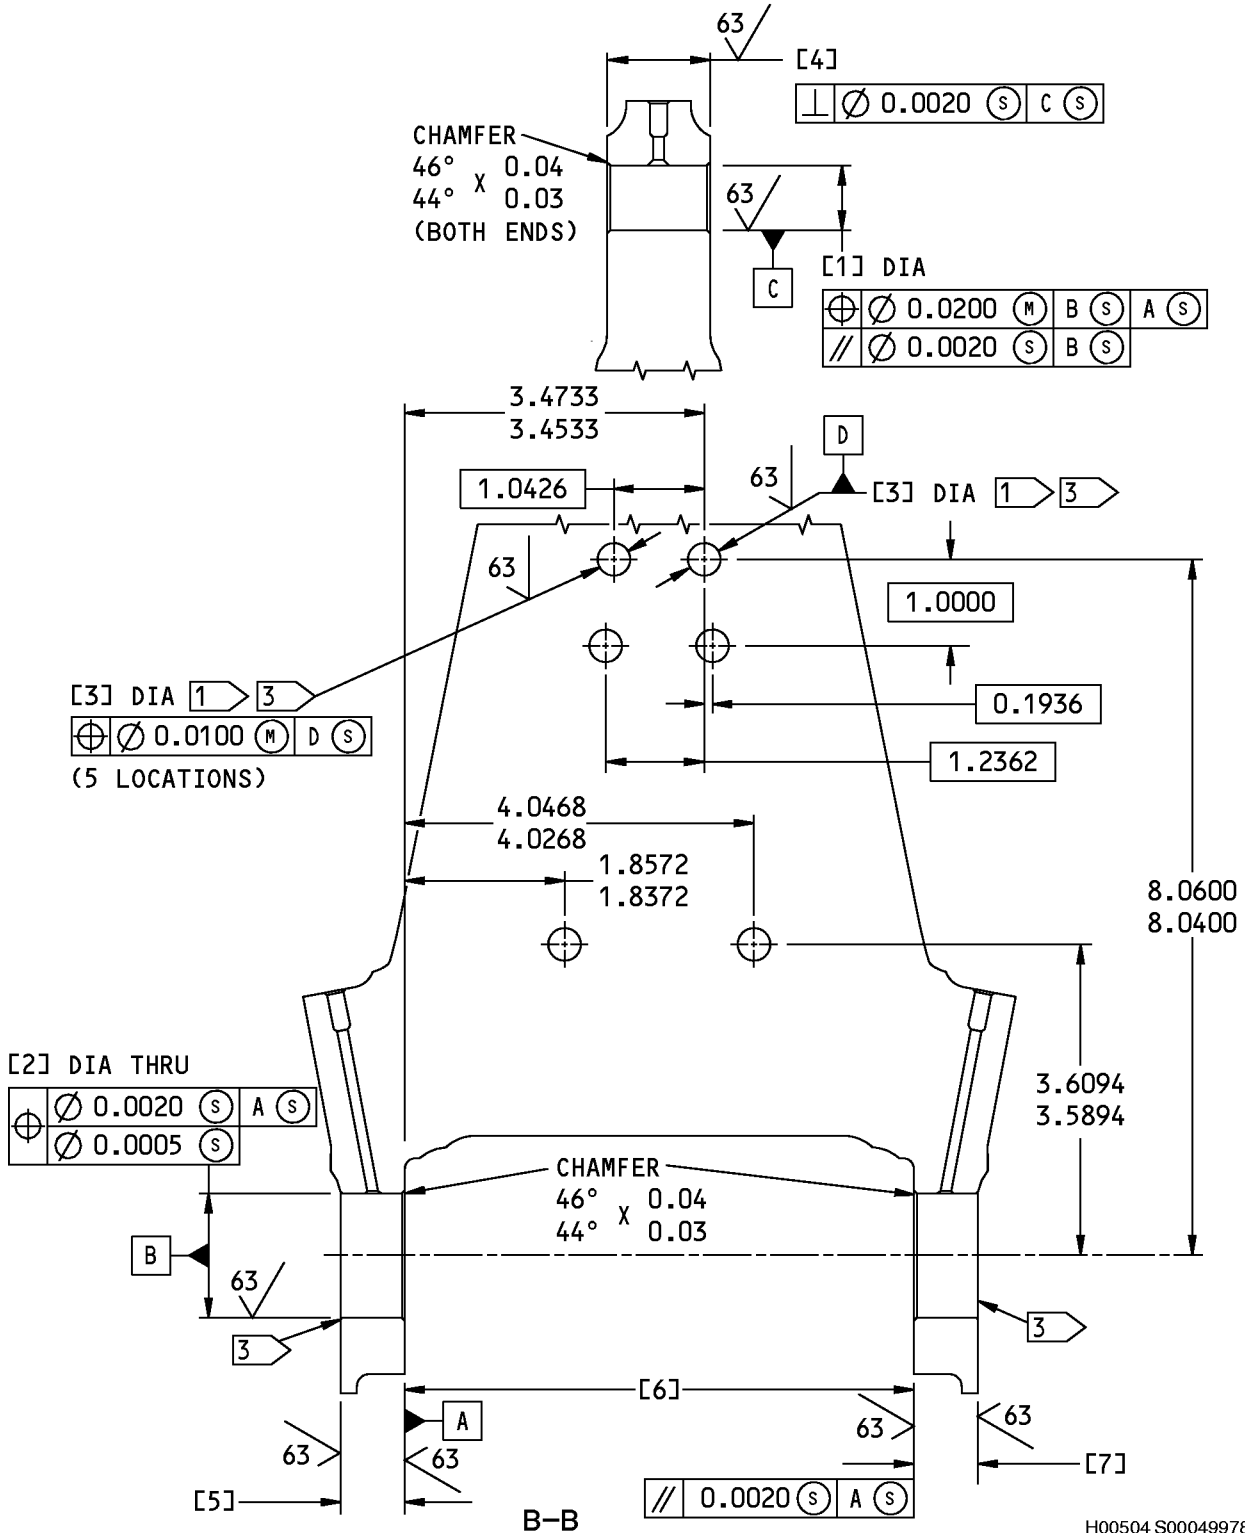 63
[4]
⊥ ⌀ 0.0020 Ⓢ C Ⓢ
CHAMFER
46° X 0.04
44° 0.03
(BOTH ENDS)
63
C
[1] DIA
⌖ ⌀ 0.0200 Ⓜ B Ⓢ A Ⓢ
// ⌀ 0.0020 Ⓢ B Ⓢ
3.4733
3.4533
D
1.0426
63
[3] DIA 1 3
63
1.0000
[3] DIA 1 3
⌖ ⌀ 0.0100 Ⓜ D Ⓢ
(5 LOCATIONS)
0.1936
1.2362
4.0468
4.0268
1.8572
1.8372
8.0600
8.0400
[2] DIA THRU
⌖ ⌀ 0.0020 Ⓢ A Ⓢ
⌀ 0.0005 Ⓢ
3.6094
3.5894
CHAMFER
46° X 0.04
44° 0.03
B
63
3
3
[6]
A
63
63
63
63
[7]
[5]
// 0.0020 Ⓢ A Ⓢ
B-B
H00504 S00049978